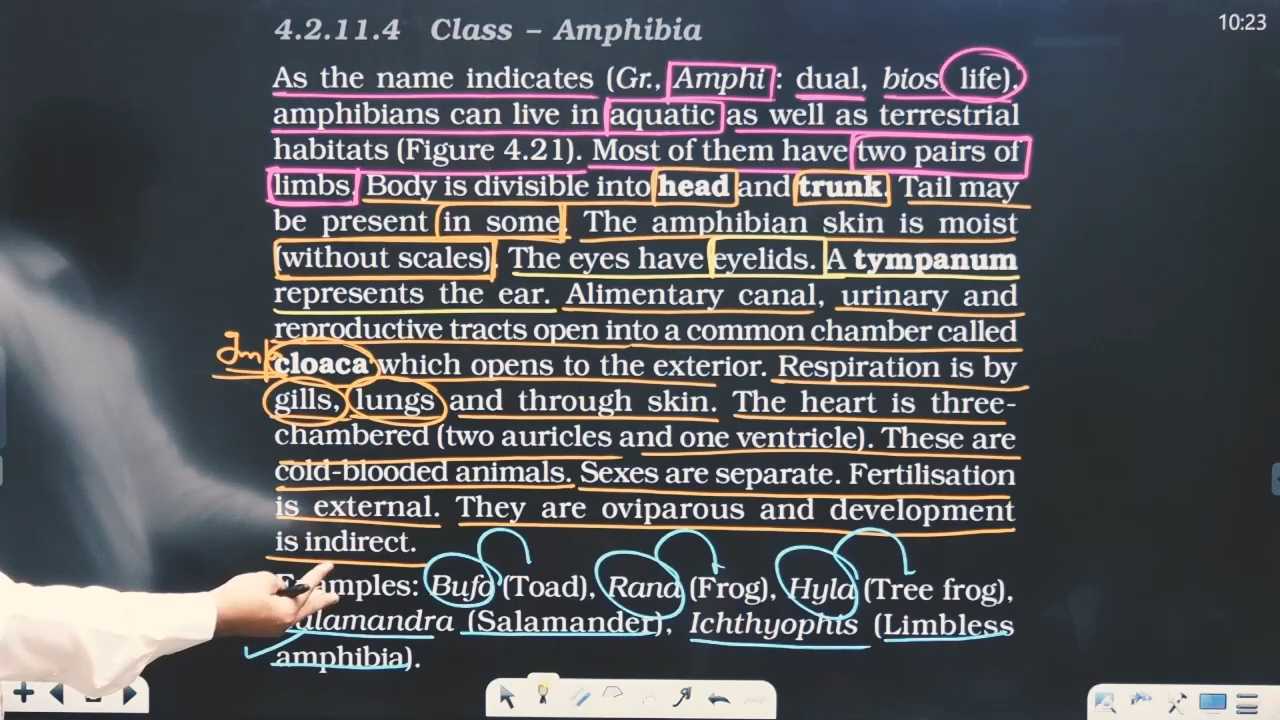 4.2.11.4 Class – Amphibia
10:23
As the name indicates (Gr., Amphi : dual, bios, life),
amphibians can live in aquatic as well as terrestrial
habitats (Figure 4.21). Most of them have two pairs of
limbs. Body is divisible into head and trunk. Tail may
be present in some. The amphibian skin is moist
(without scales). The eyes have eyelids. A tympanum
represents the ear. Alimentary canal, urinary and
reproductive tracts open into a common chamber called
Imp cloaca which opens to the exterior. Respiration is by
gills, lungs and through skin. The heart is three-
chambered (two auricles and one ventricle). These are
cold-blooded animals. Sexes are separate. Fertilisation
is external. They are oviparous and development
is indirect.
Examples: Bufo (Toad), Rana (Frog), Hyla (Tree frog),
Salamandra (Salamander), Ichthyophis (Limbless
amphibia).